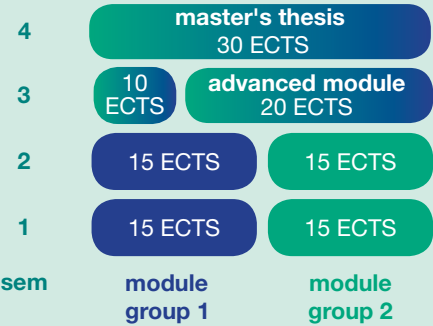 4
master's thesis
30 ECTS
3
10
ECTS
advanced module
20 ECTS
2
15 ECTS
15 ECTS
1
15 ECTS
15 ECTS
sem
module
group 1
module
group 2